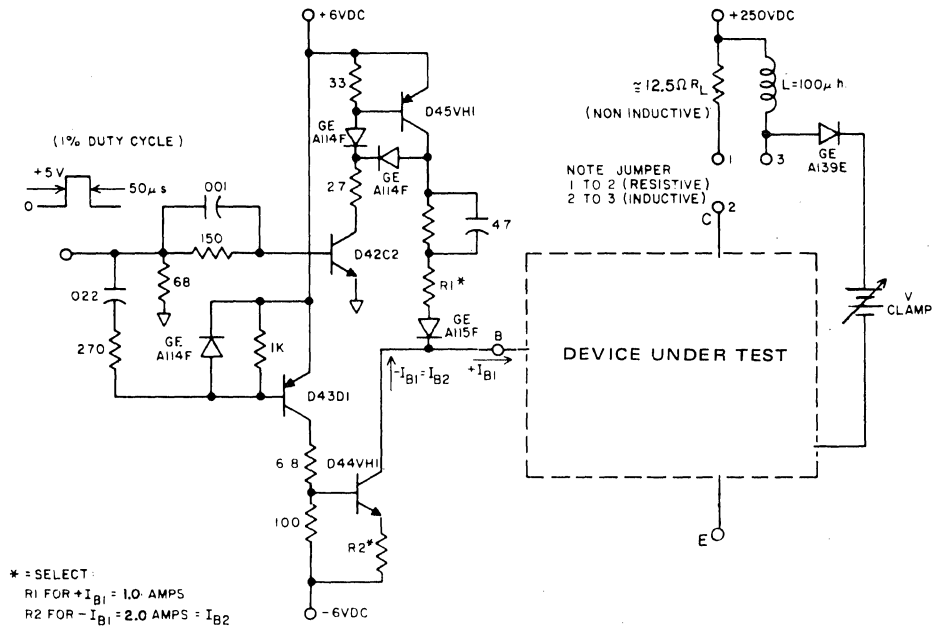 +6VDC
+250VDC
33
D45VH1
≅12.5Ω RL
L=100μh.
(NON INDUCTIVE)
(1% DUTY CYCLE)
GE
A114F
GE
A114F
GE
A139E
+5V
50μs
0
001
27
1
3
NOTE JUMPER
1 TO 2 (RESISTIVE)
2 TO 3 (INDUCTIVE)
C
2
47
150
D42C2
68
R1*
022
V
CLAMP
GE
A115F
GE
A114F
1K
270
B
DEVICE UNDER TEST
-IB1=IB2
+IB1
D43D1
68
D44VH1
100
R2*
E
* = SELECT:
R1 FOR +IB1 = 1.0 AMPS
R2 FOR -IB1 = 2.0 AMPS = IB2
-6VDC